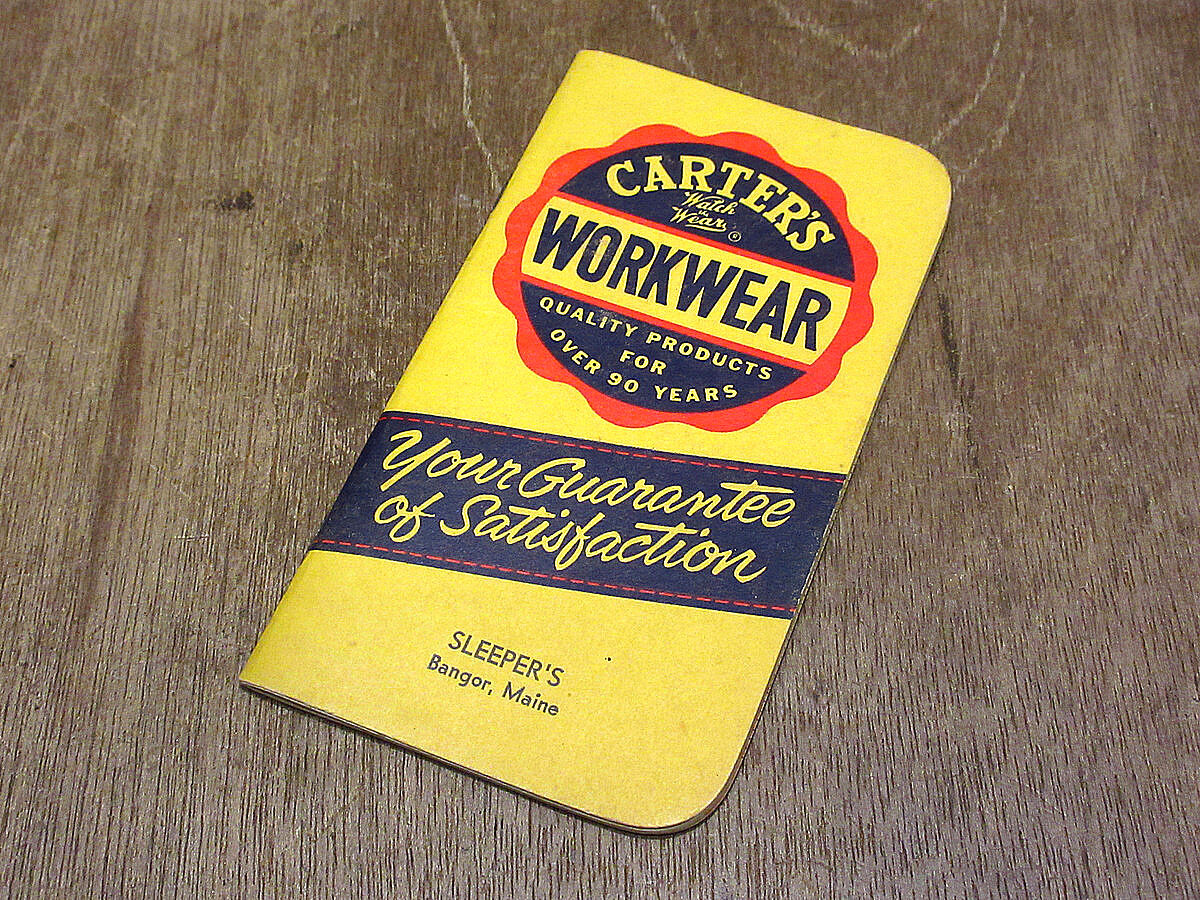 CARTER'S
Watch
the
Wear
®
WORKWEAR
QUALITY PRODUCTS
FOR
OVER 90 YEARS
Your Guarantee
of Satisfaction
SLEEPER'S
Bangor, Maine